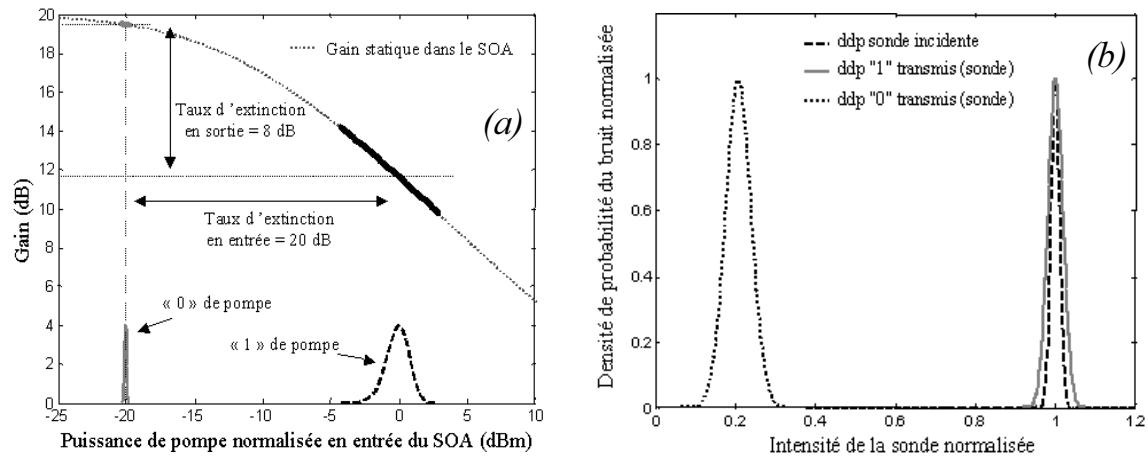 20
18
16
14
12
10
8
6
4
2
0
Gain (dB)
Gain statique dans le SOA
(a)
Taux d ’extinction
en sortie = 8 dB
Taux d ’extinction
en entrée = 20 dB
« 0 » de pompe
« 1 » de pompe
-25 -20 -15 -10 -5 0 5 10
Puissance de pompe normalisée en entrée du SOA (dBm)
Densité de probabilité du bruit normalisée
ddp sonde incidente
ddp "1" transmis (sonde)
ddp "0" transmis (sonde)
(b)
1
0.8
0.6
0.4
0.2
0
0 0.2 0.4 0.6 0.8 1 1.2
Intensité de la sonde normalisée